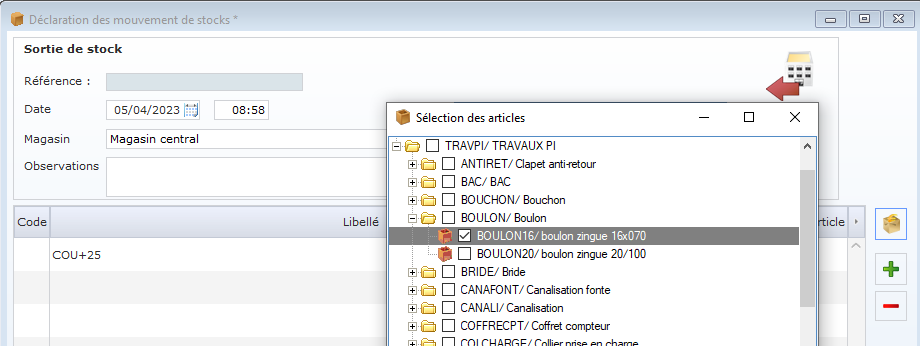 Déclaration des mouvement de stocks *
Sortie de stock
Référence :
Date 05/04/2023 08:58
Magasin Magasin central
Observations
Code Libellé Article
COU+25
Sélection des articles
TRAVPI/ TRAVAUX PI
ANTIRET/ Clapet anti-retour
BAC/ BAC
BOUCHON/ Bouchon
BOULON/ Boulon
BOULON16/ boulon zingue 16x070
BOULON20/ boulon zingue 20/100
BRIDE/ Bride
CANAFONT/ Canalisation fonte
CANALI/ Canalisation
COFFRECPT/ Coffret compteur
COLCHARGE/ Collier prise en charge